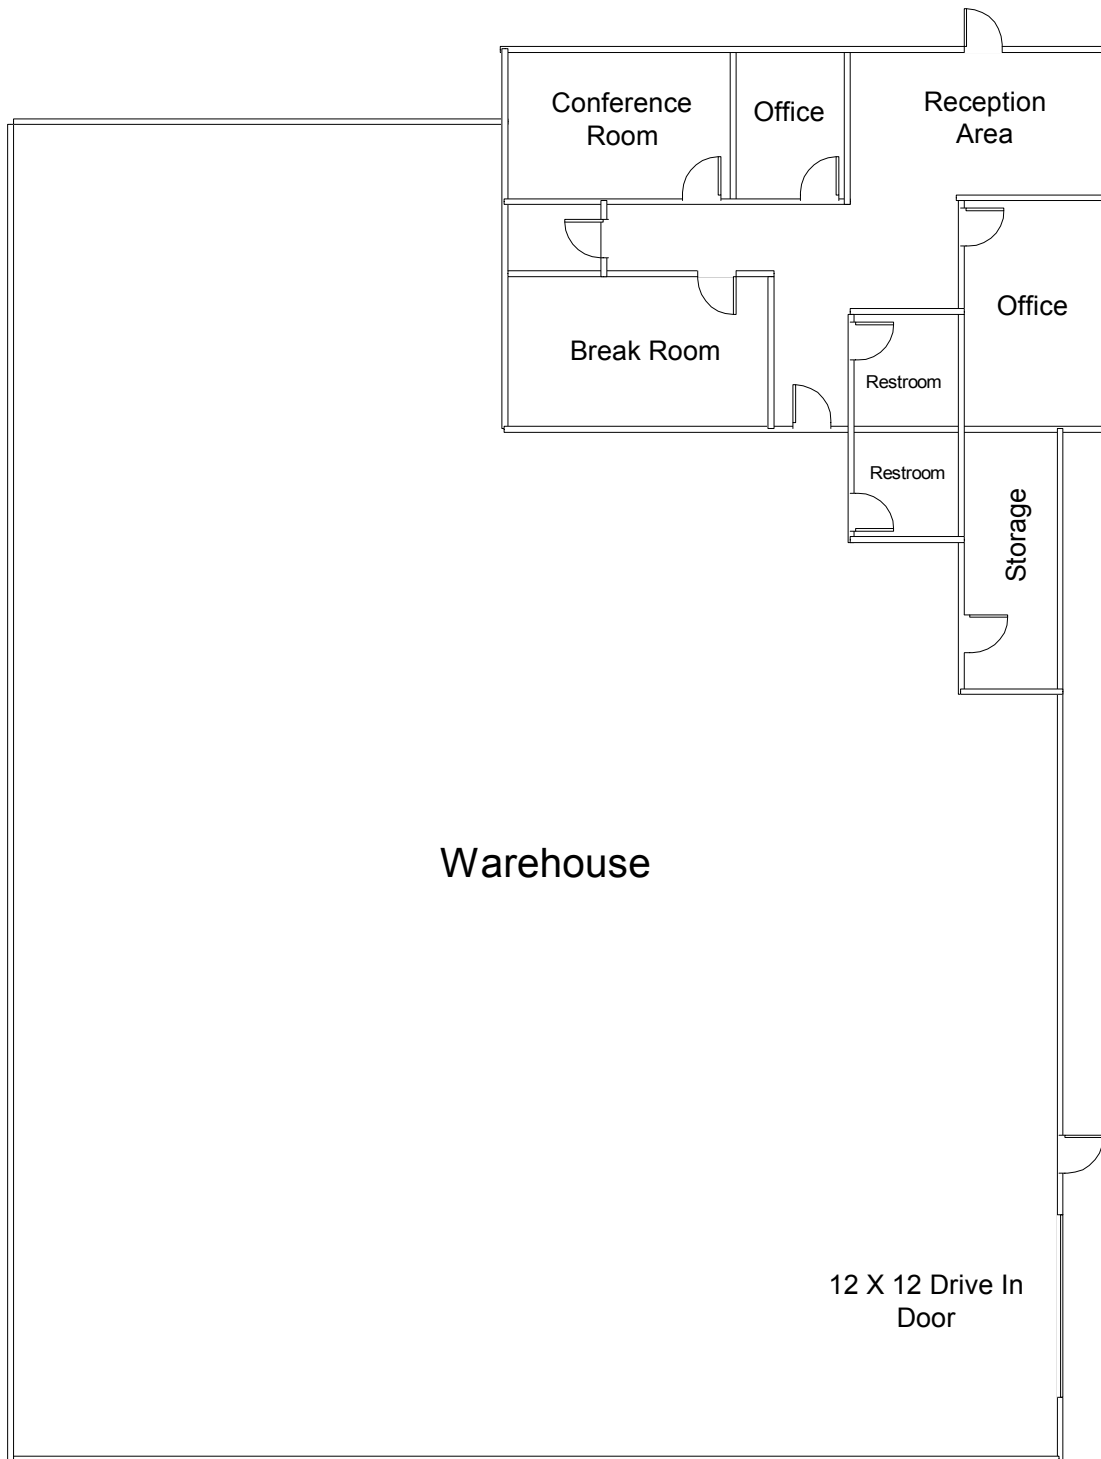 Conference
Room
Office
Reception
Area
Office
Break Room
Restroom
Restroom
Storage
Warehouse
12 X 12 Drive In
Door